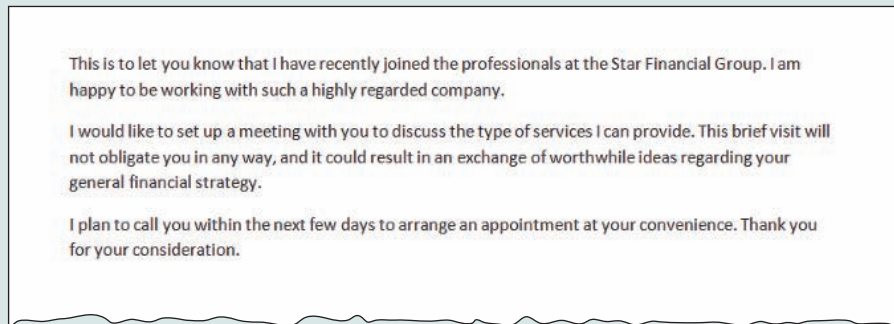 This is to let you know that I have recently joined the professionals at the Star Financial Group. I am
happy to be working with such a highly regarded company.
I would like to set up a meeting with you to discuss the type of services I can provide. This brief visit will
not obligate you in any way, and it could result in an exchange of worthwhile ideas regarding your
general financial strategy.
I plan to call you within the next few days to arrange an appointment at your convenience. Thank you
for your consideration.